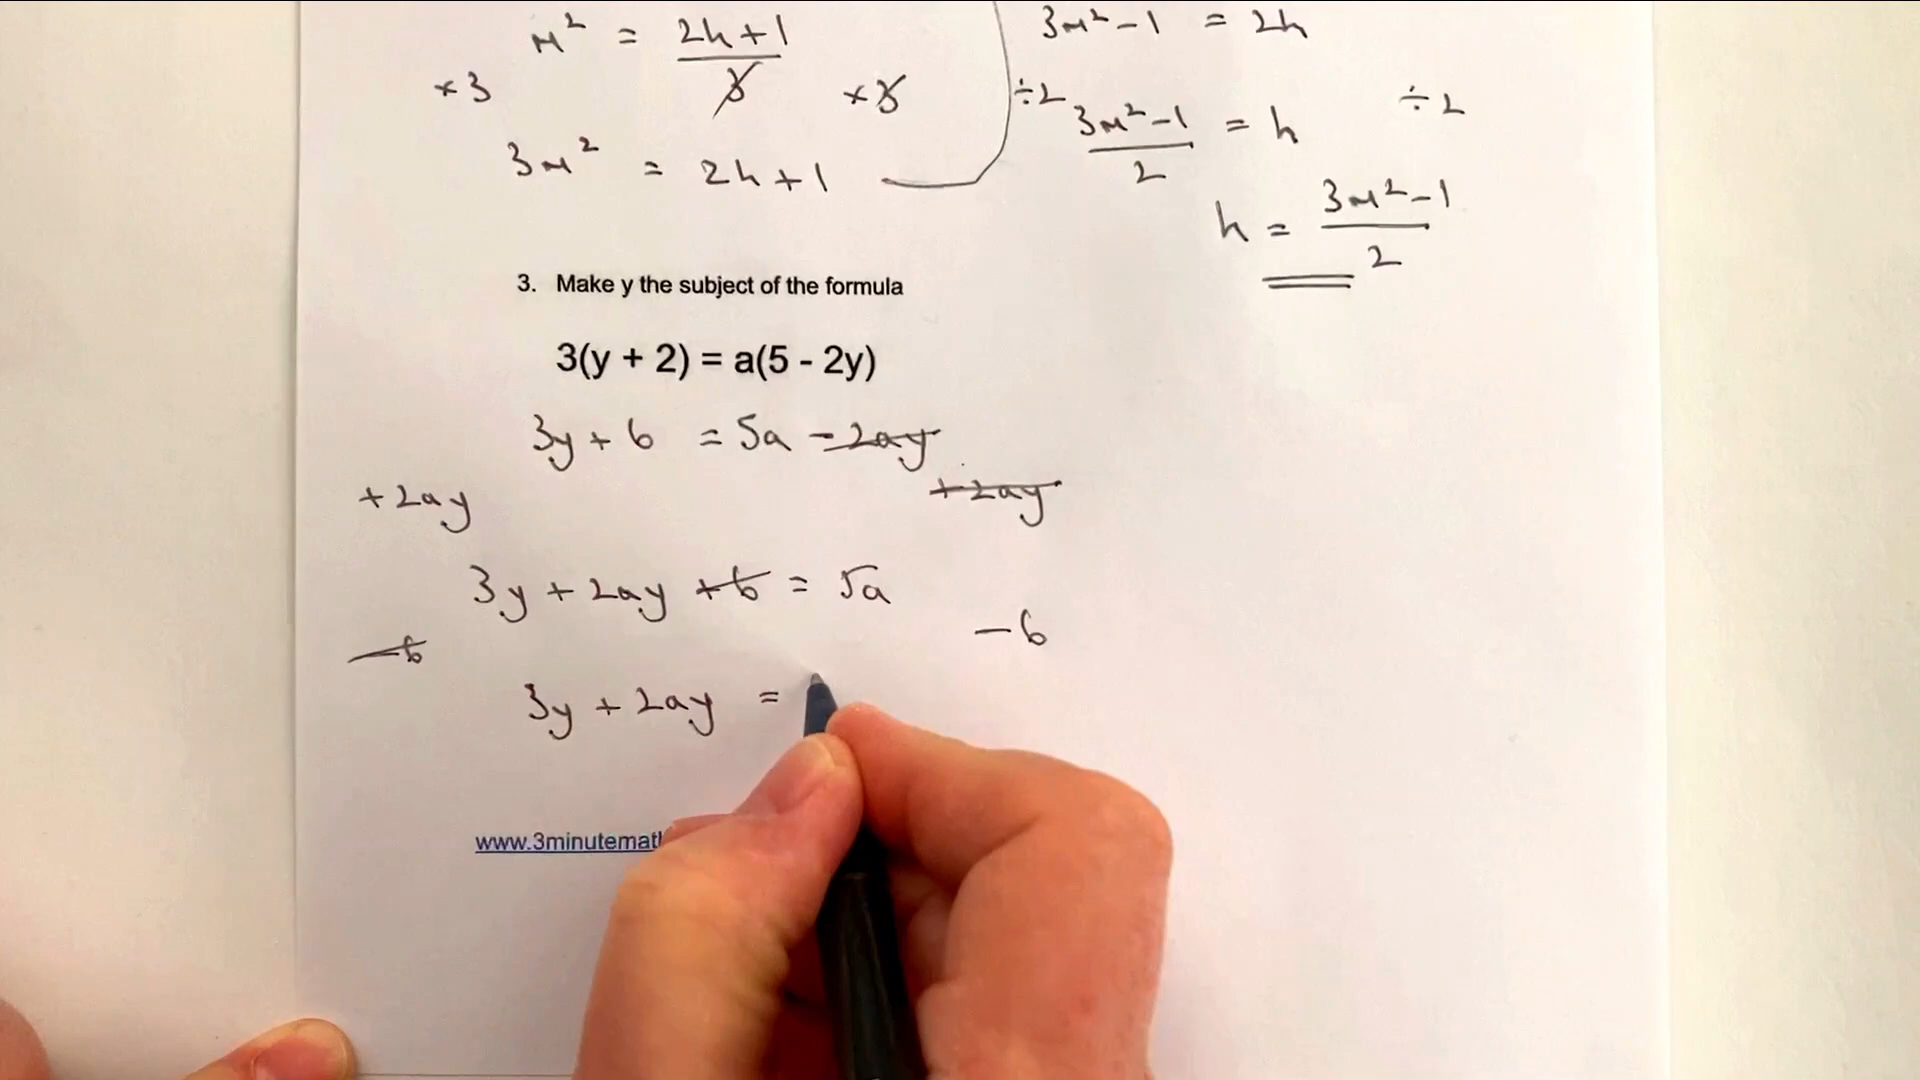 m² = 2h+1
3
×3 ×3
3m² = 2h+1
3m²-1 = 2h
÷2 3m²-1 = h ÷2
2
h = 3m²-1
2
3. Make y the subject of the formula
3(y + 2) = a(5 - 2y)
3y + 6 = 5a - 2ay
+2ay +2ay
3y + 2ay +6 = 5a
-6 -6
3y + 2ay =
www.3minutemat